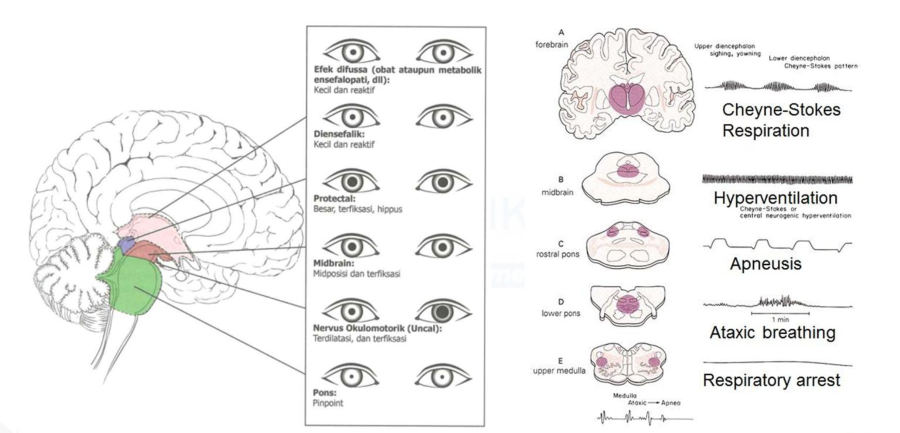 Efek difussa (obat ataupun metabolik
ensefalopati, dll):
Kecil dan reaktif
Diensefalik:
Kecil dan reaktif
Protectal:
Besar, terfiksasi, hippus
Midbrain:
Midposisi dan terfiksasi
Nervus Okulomotorik (Uncal):
Terdilatasi, dan terfiksasi
Pons:
Pinpoint
A
forebrain
Upper diencephalon
sighing, yawning
Lower diencephalon
Cheyne-Stokes pattern
Cheyne-Stokes
Respiration
B
midbrain
Hyperventilation
Cheyne-Stokes or
central neurogenic hyperventilation
C
rostral pons
Apneusis
D
lower pons
1 min
Ataxic breathing
E
upper medulla
Respiratory arrest
Medulla
Ataxic → Apnea